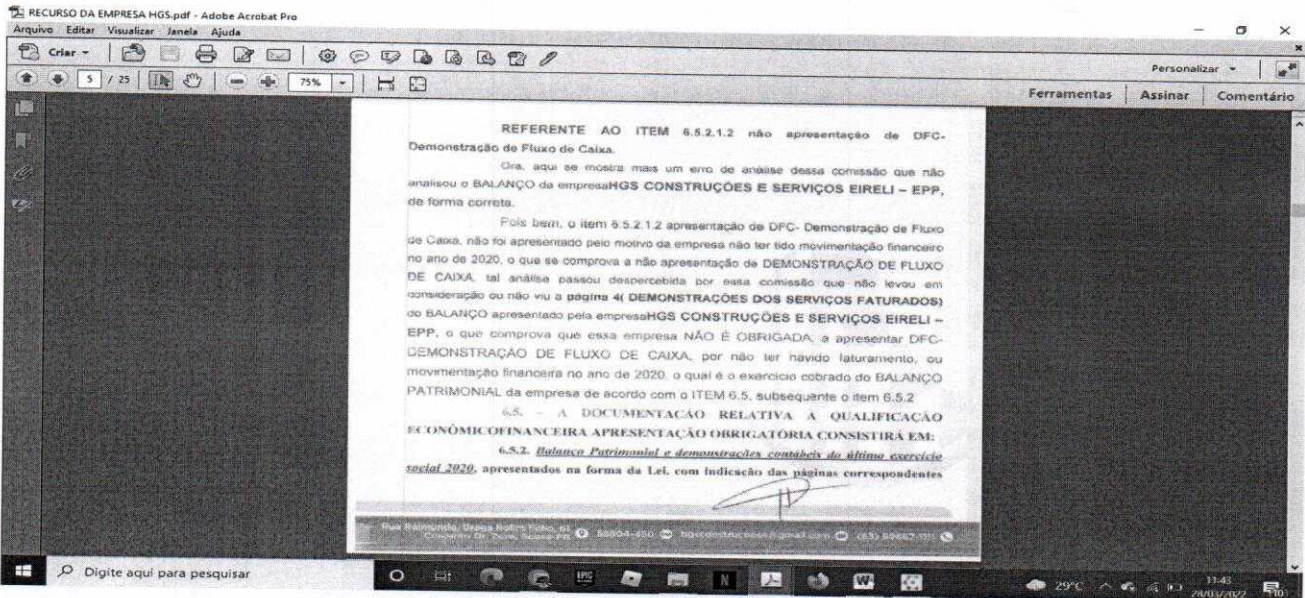 RECURSO DA EMPRESA HGS.pdf - Adobe Acrobat Pro
Arquivo Editar Visualizar Janela Ajuda
Criar
Personalizar
5 / 25 75%
Ferramentas Assinar Comentário
REFERENTE AO ITEM 6.5.2.1.2 não apresentação de DFC-
Demonstração de Fluxo de Caixa.
Ora, aqui se mostra mais um erro de análise dessa comissão que não
analisou o BALANÇO da empresaHGS CONSTRUÇÕES E SERVIÇOS EIRELI – EPP,
de forma correta.
Pois bem, o item 6.5.2.1.2 apresentação de DFC- Demonstração de Fluxo
de Caixa, não foi apresentado pelo motivo da empresa não ter tido movimentação financeiro
no ano de 2020, o que se comprova a não apresentação de DEMONSTRAÇÃO DE FLUXO
DE CAIXA, tal análise passou despercebida por essa comissão que não levou em
consideração ou não viu a página 4( DEMONSTRAÇÕES DOS SERVIÇOS FATURADOS)
do BALANÇO apresentado pela empresaHGS CONSTRUÇÕES E SERVIÇOS EIRELI –
EPP, o que comprova que essa empresa NÃO É OBRIGADA, a apresentar DFC-
DEMONSTRAÇÃO DE FLUXO DE CAIXA, por não ter havido faturamento, ou
movimentação financeira no ano de 2020, o qual é o exercício cobrado do BALANÇO
PATRIMONIAL da empresa de acordo com o ITEM 6.5, subsequente o item 6.5.2
6.5. – A DOCUMENTAÇÃO RELATIVA A QUALIFICAÇÃO
ECONÔMICOFINANCEIRA APRESENTAÇÃO OBRIGATÓRIA CONSISTIRÁ EM:
6.5.2. Balanço Patrimonial e demonstrações contábeis do último exercício
social 2020, apresentados na forma da Lei, com indicação das páginas correspondentes
Rua Raimundo Braga
Digite aqui para pesquisar
29°C
11:43
28/03/2022